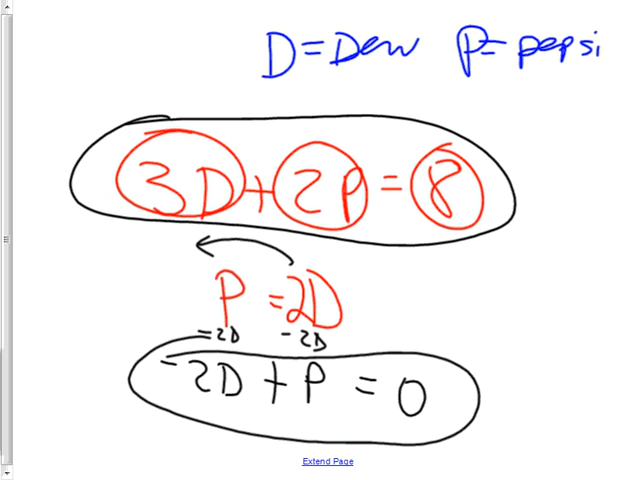 D = Dew P = pepsi
3D + 2P = 8
P = 2D
-2D -2D
-2D + P = 0
Extend Page